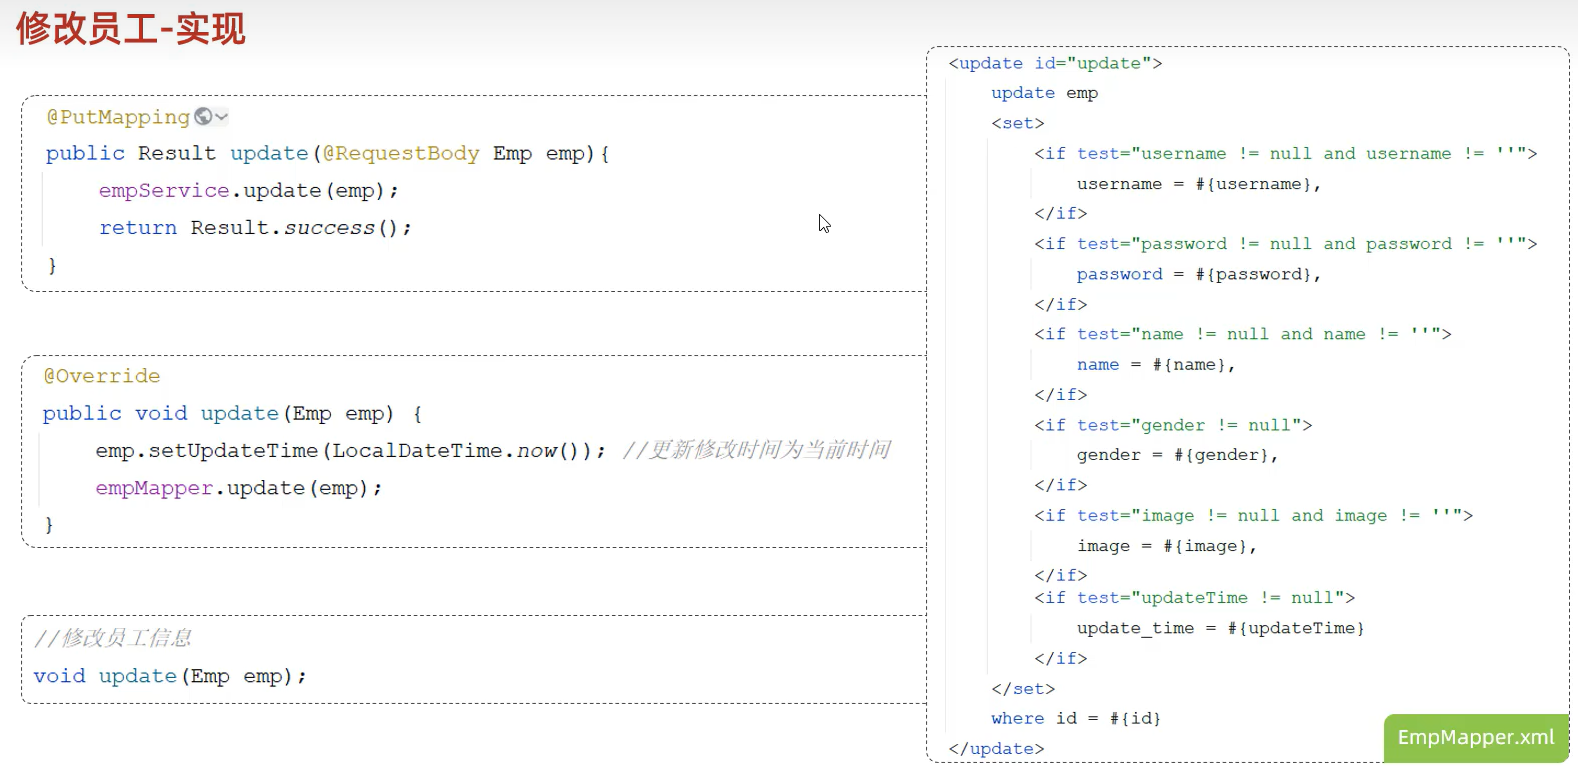 修改员工-实现
@PutMapping
public Result update(@RequestBody Emp emp){
empService.update(emp);
return Result.success();
}
@Override
public void update(Emp emp) {
emp.setUpdateTime(LocalDateTime.now()); //更新修改时间为当前时间
empMapper.update(emp);
}
//修改员工信息
void update(Emp emp);
<update id="update">
update emp
<set>
<if test="username != null and username != ''">
username = #{username},
</if>
<if test="password != null and password != ''">
password = #{password},
</if>
<if test="name != null and name != ''">
name = #{name},
</if>
<if test="gender != null">
gender = #{gender},
</if>
<if test="image != null and image != ''">
image = #{image},
</if>
<if test="updateTime != null">
update_time = #{updateTime}
</if>
</set>
where id = #{id}
</update>
EmpMapper.xml